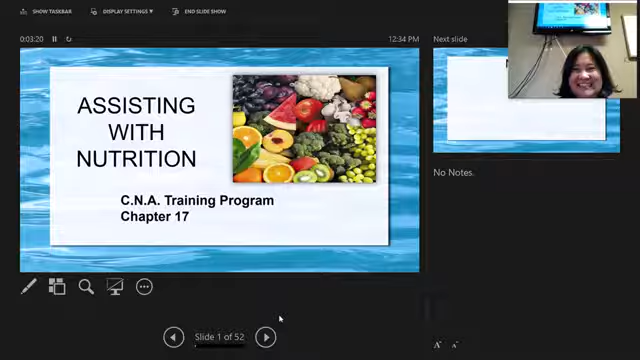 SHOW TASKBAR
DISPLAY SETTINGS ▼
END SLIDE SHOW
0:03:20
12:34 PM
Next slide
ASSISTING
WITH
NUTRITION
C.N.A. Training Program
Chapter 17
No Notes.
Slide 1 of 52
A
A